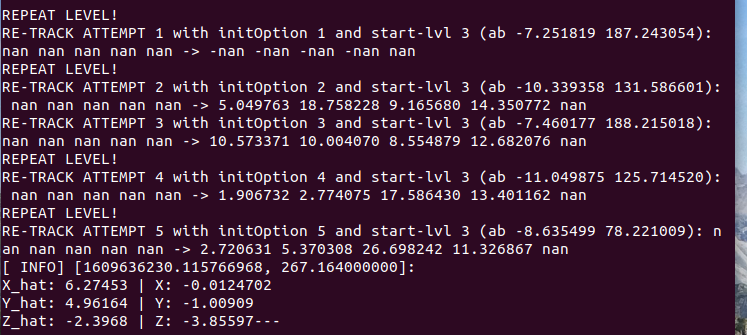 REPEAT LEVEL!
RE-TRACK ATTEMPT 1 with initOption 1 and start-lvl 3 (ab -7.251819 187.243054):
nan nan nan nan nan -> -nan -nan -nan -nan nan
REPEAT LEVEL!
RE-TRACK ATTEMPT 2 with initOption 2 and start-lvl 3 (ab -10.339358 131.586601):
 nan nan nan nan nan -> 5.049763 18.758228 9.165680 14.350772 nan
RE-TRACK ATTEMPT 3 with initOption 3 and start-lvl 3 (ab -7.460177 188.215018):
nan nan nan nan nan -> 10.573371 10.004070 8.554879 12.682076 nan
REPEAT LEVEL!
RE-TRACK ATTEMPT 4 with initOption 4 and start-lvl 3 (ab -11.049875 125.714520):
 nan nan nan nan nan -> 1.906732 2.774075 17.586430 13.401162 nan
REPEAT LEVEL!
RE-TRACK ATTEMPT 5 with initOption 5 and start-lvl 3 (ab -8.635499 78.221009): n
an nan nan nan nan -> 2.720631 5.370308 26.698242 11.326867 nan
[ INFO] [1609636230.115766968, 267.164000000]:
X_hat: 6.27453 | X: -0.0124702
Y_hat: 4.96164 | Y: -1.00909
Z_hat: -2.3968 | Z: -3.85597---